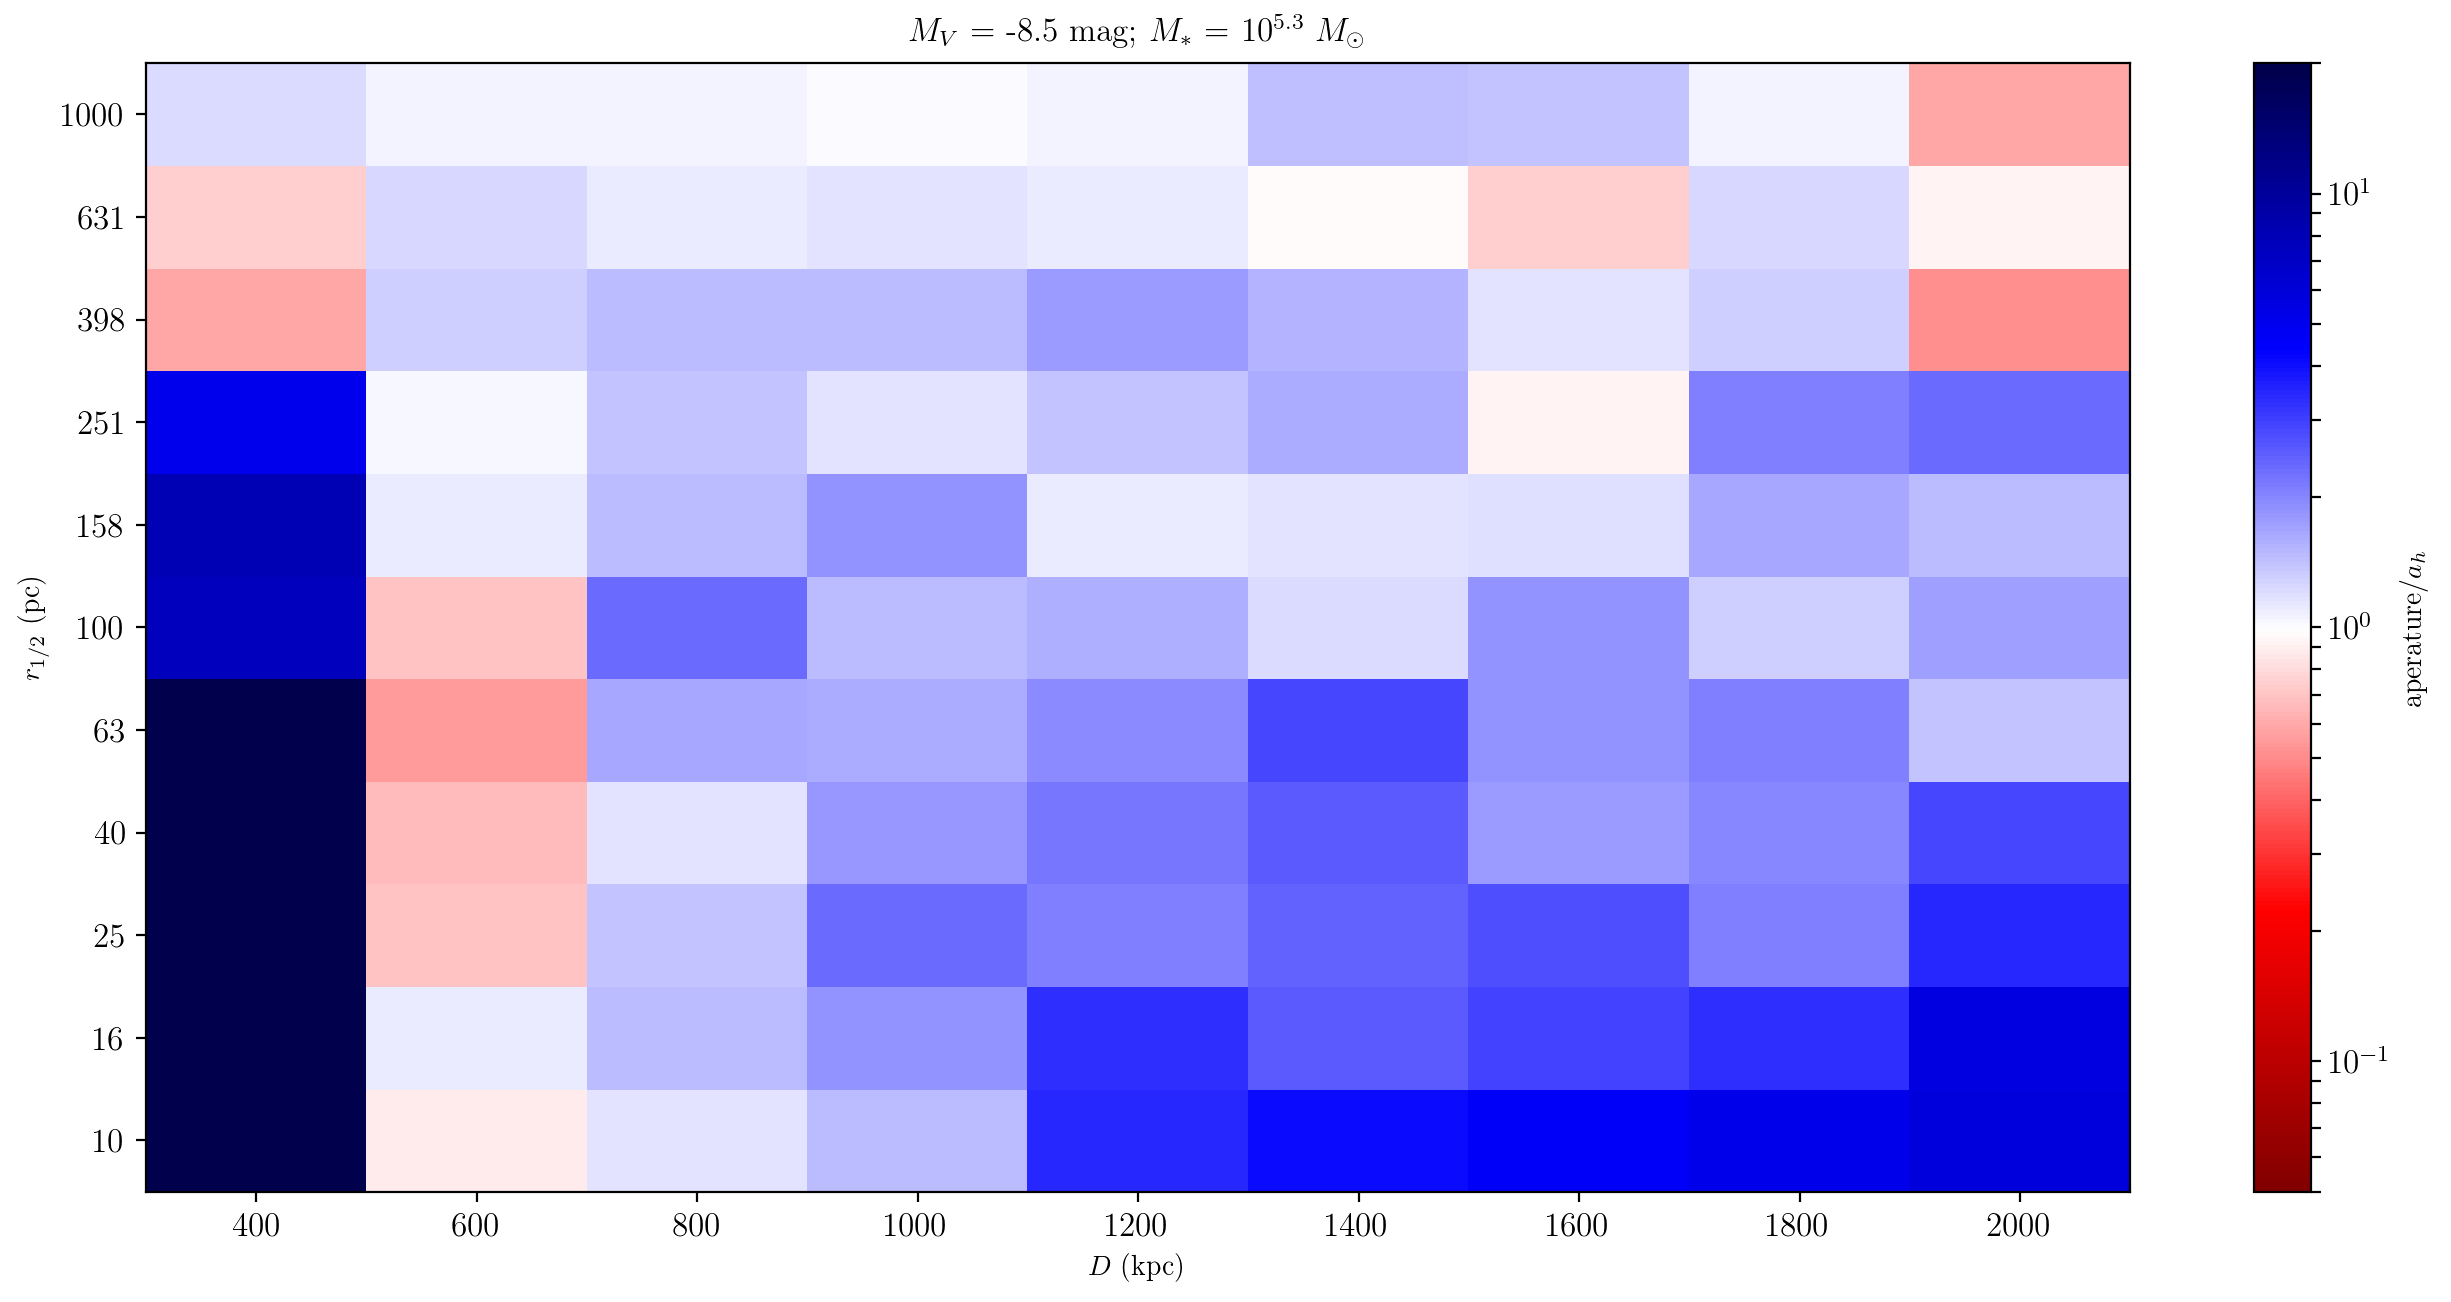 M_V = -8.5 mag; M_* = 10^{5.3} M_⊙
1000
631
398
251
158
100
63
40
25
16
10
r_{1/2} (pc)
400 600 800 1000 1200 1400 1600 1800 2000
D (kpc)
10^1
10^0
10^{-1}
aperature/a_h